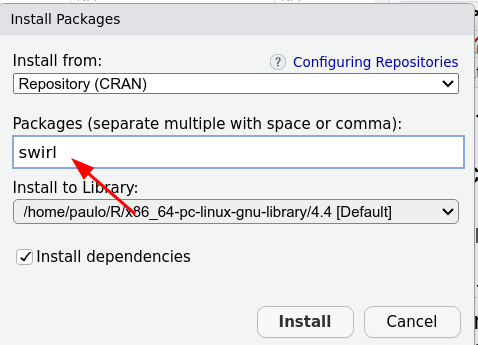 Install Packages
Install from:
? Configuring Repositories
Repository (CRAN)
Packages (separate multiple with space or comma):
swirl
Install to Library:
/home/paulo/R/x86_64-pc-linux-gnu-library/4.4 [Default]
Install dependencies
Install
Cancel